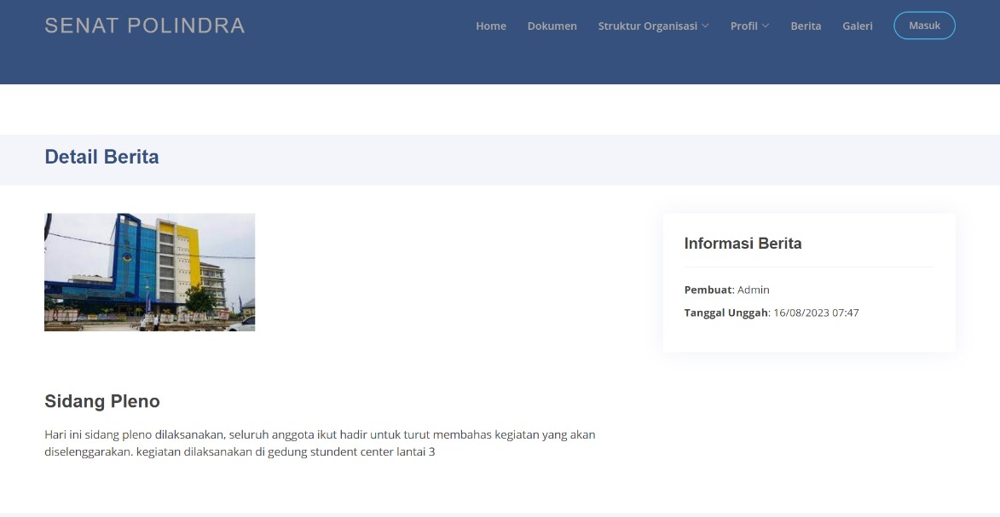 SENAT POLINDRA
Home Dokumen Struktur Organisasi Profil Berita Galeri Masuk
Detail Berita
Informasi Berita
Pembuat: Admin
Tanggal Unggah: 16/08/2023 07:47
Sidang Pleno
Hari ini sidang pleno dilaksanakan, seluruh anggota ikut hadir untuk turut membahas kegiatan yang akan
diselenggarakan. kegiatan dilaksanakan di gedung stundent center lantai 3